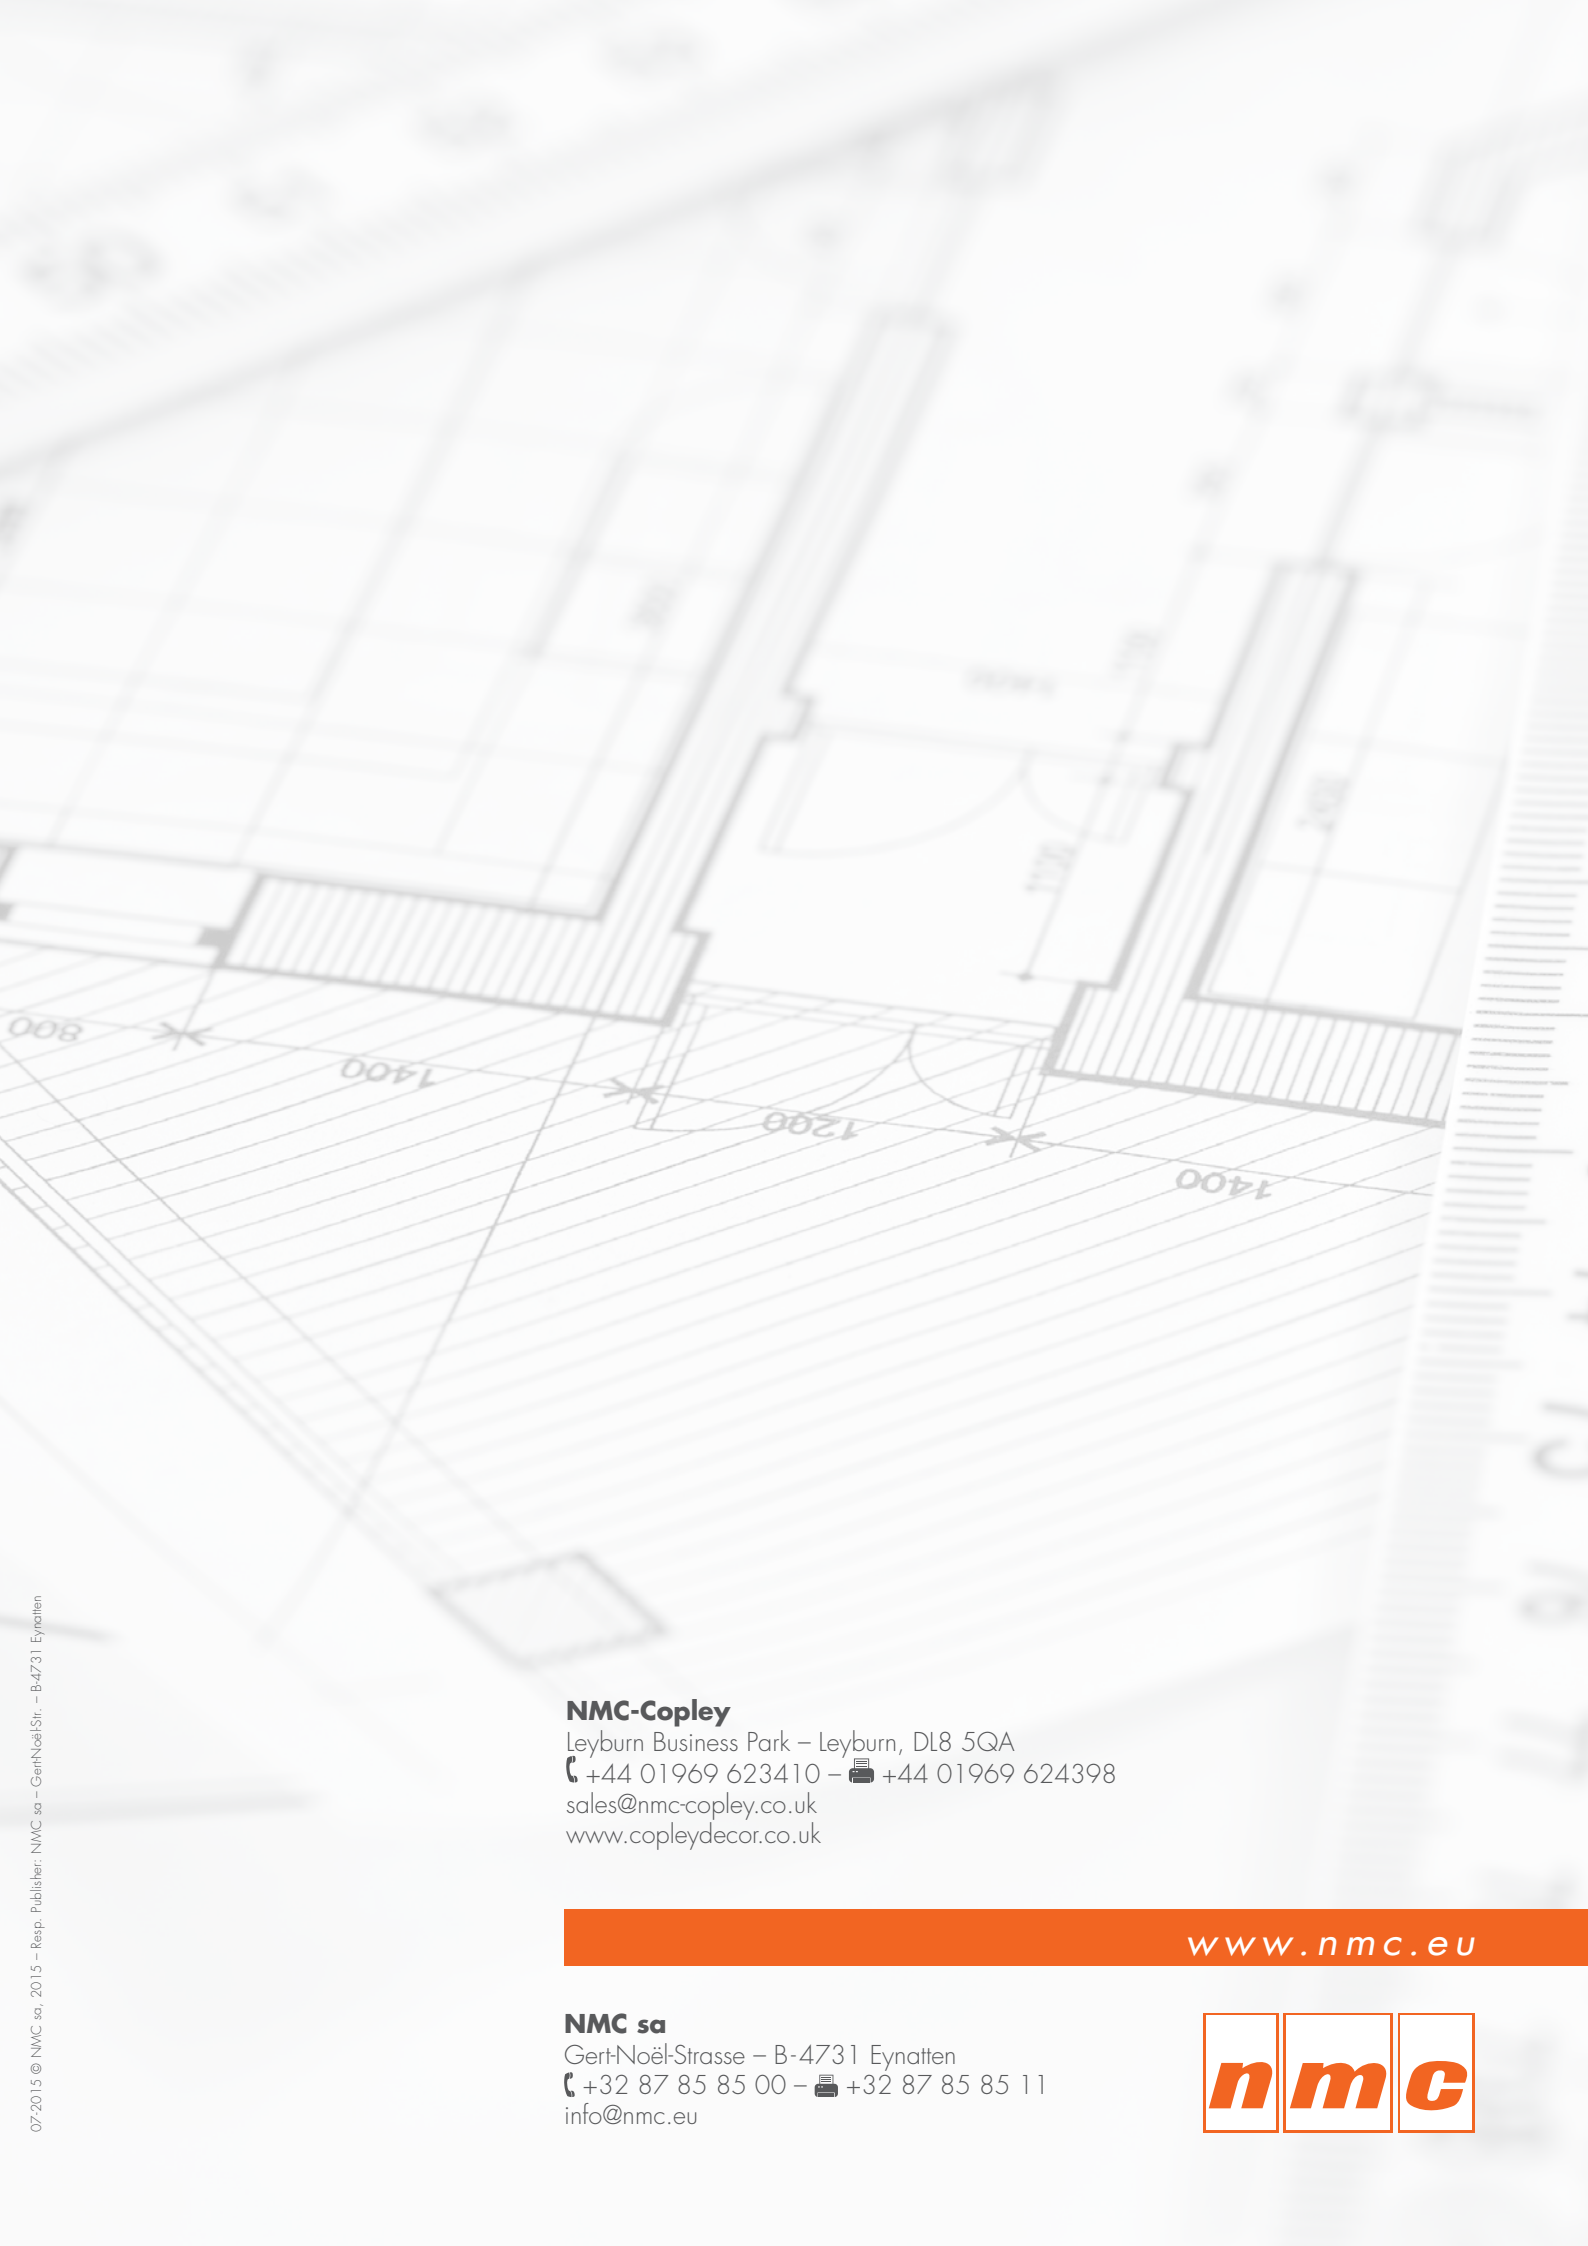 800
1400
1200
1400
1100
NMC-Copley
Leyburn Business Park – Leyburn, DL8 5QA
+44 01969 623410 – +44 01969 624398
sales@nmc-copley.co.uk
www.copleydecor.co.uk
www.nmc.eu
NMC sa
Gert-Noël-Strasse – B-4731 Eynatten
+32 87 85 85 00 – +32 87 85 85 11
info@nmc.eu
nmc
07-2015 © NMC sa, 2015 – Resp. Publisher: NMC sa – Gert-Noël-Str. – B-4731 Eynatten